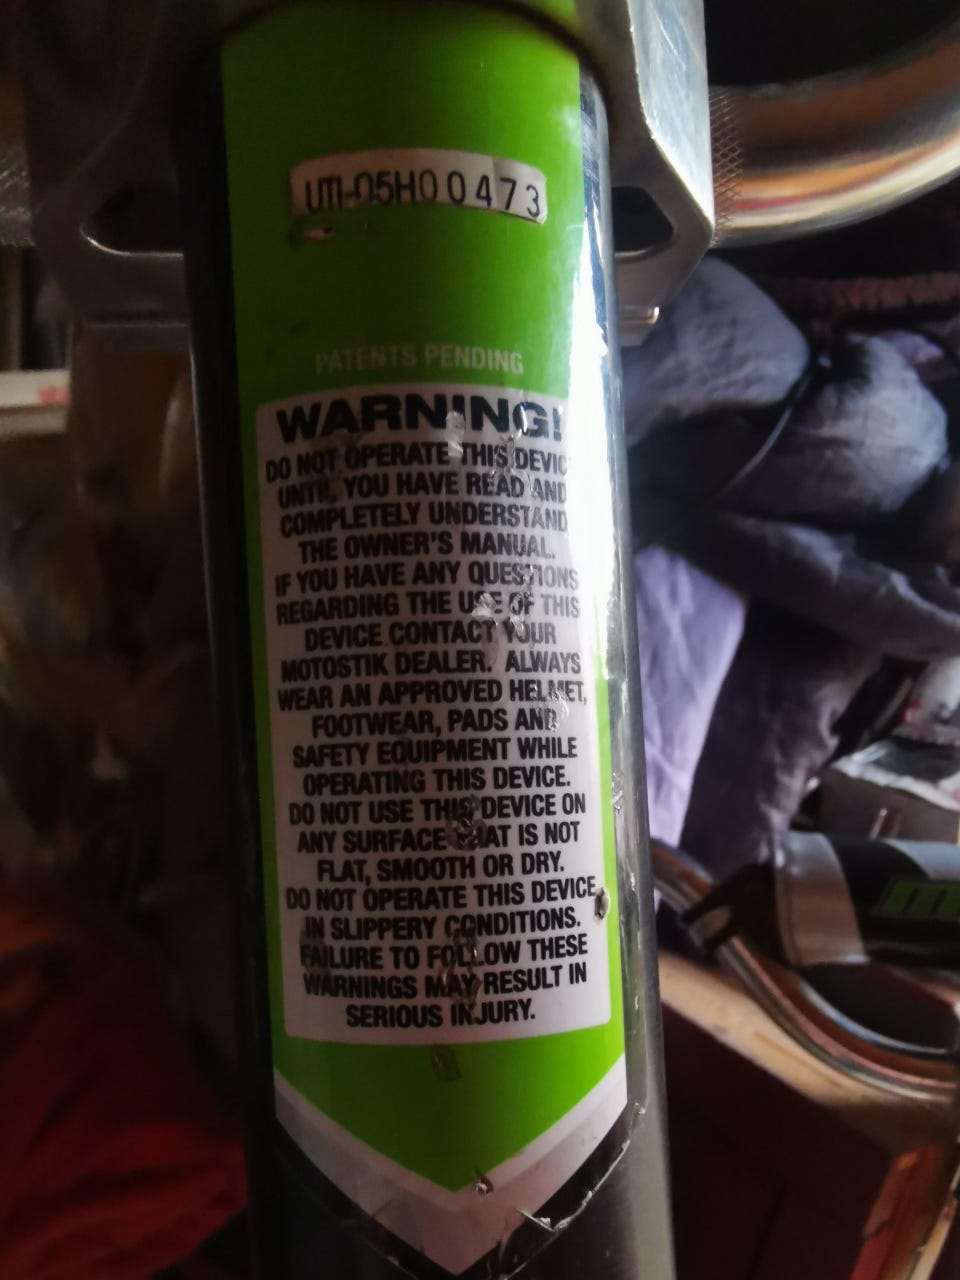 UTI-05H00473
PATENTS PENDING
WARNING!
DO NOT OPERATE THIS DEVIC
UNTIL YOU HAVE READ AND
COMPLETELY UNDERSTAND
THE OWNER'S MANUAL.
IF YOU HAVE ANY QUESTIONS
REGARDING THE USE OF THIS
DEVICE CONTACT YOUR
MOTOSTIK DEALER. ALWAYS
WEAR AN APPROVED HELMET,
FOOTWEAR, PADS AND
SAFETY EQUIPMENT WHILE
OPERATING THIS DEVICE.
DO NOT USE THIS DEVICE ON
ANY SURFACE THAT IS NOT
FLAT, SMOOTH OR DRY.
DO NOT OPERATE THIS DEVICE
IN SLIPPERY CONDITIONS.
FAILURE TO FOLLOW THESE
WARNINGS MAY RESULT IN
SERIOUS INJURY.